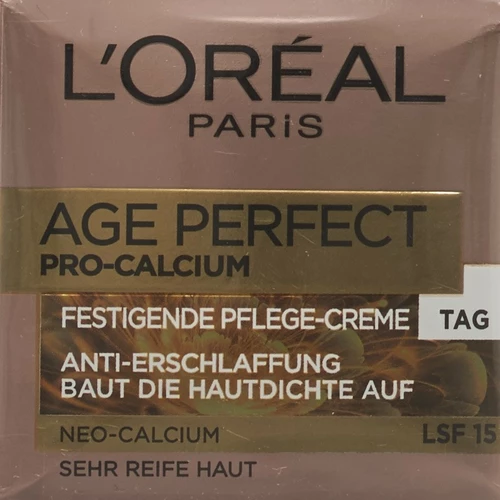 L'ORÉAL
PARiS
AGE PERFECT
PRO-CALCIUM
FESTIGENDE PFLEGE-CREME TAG
ANTI-ERSCHLAFFUNG
BAUT DIE HAUTDICHTE AUF
NEO-CALCIUM LSF 15
SEHR REIFE HAUT